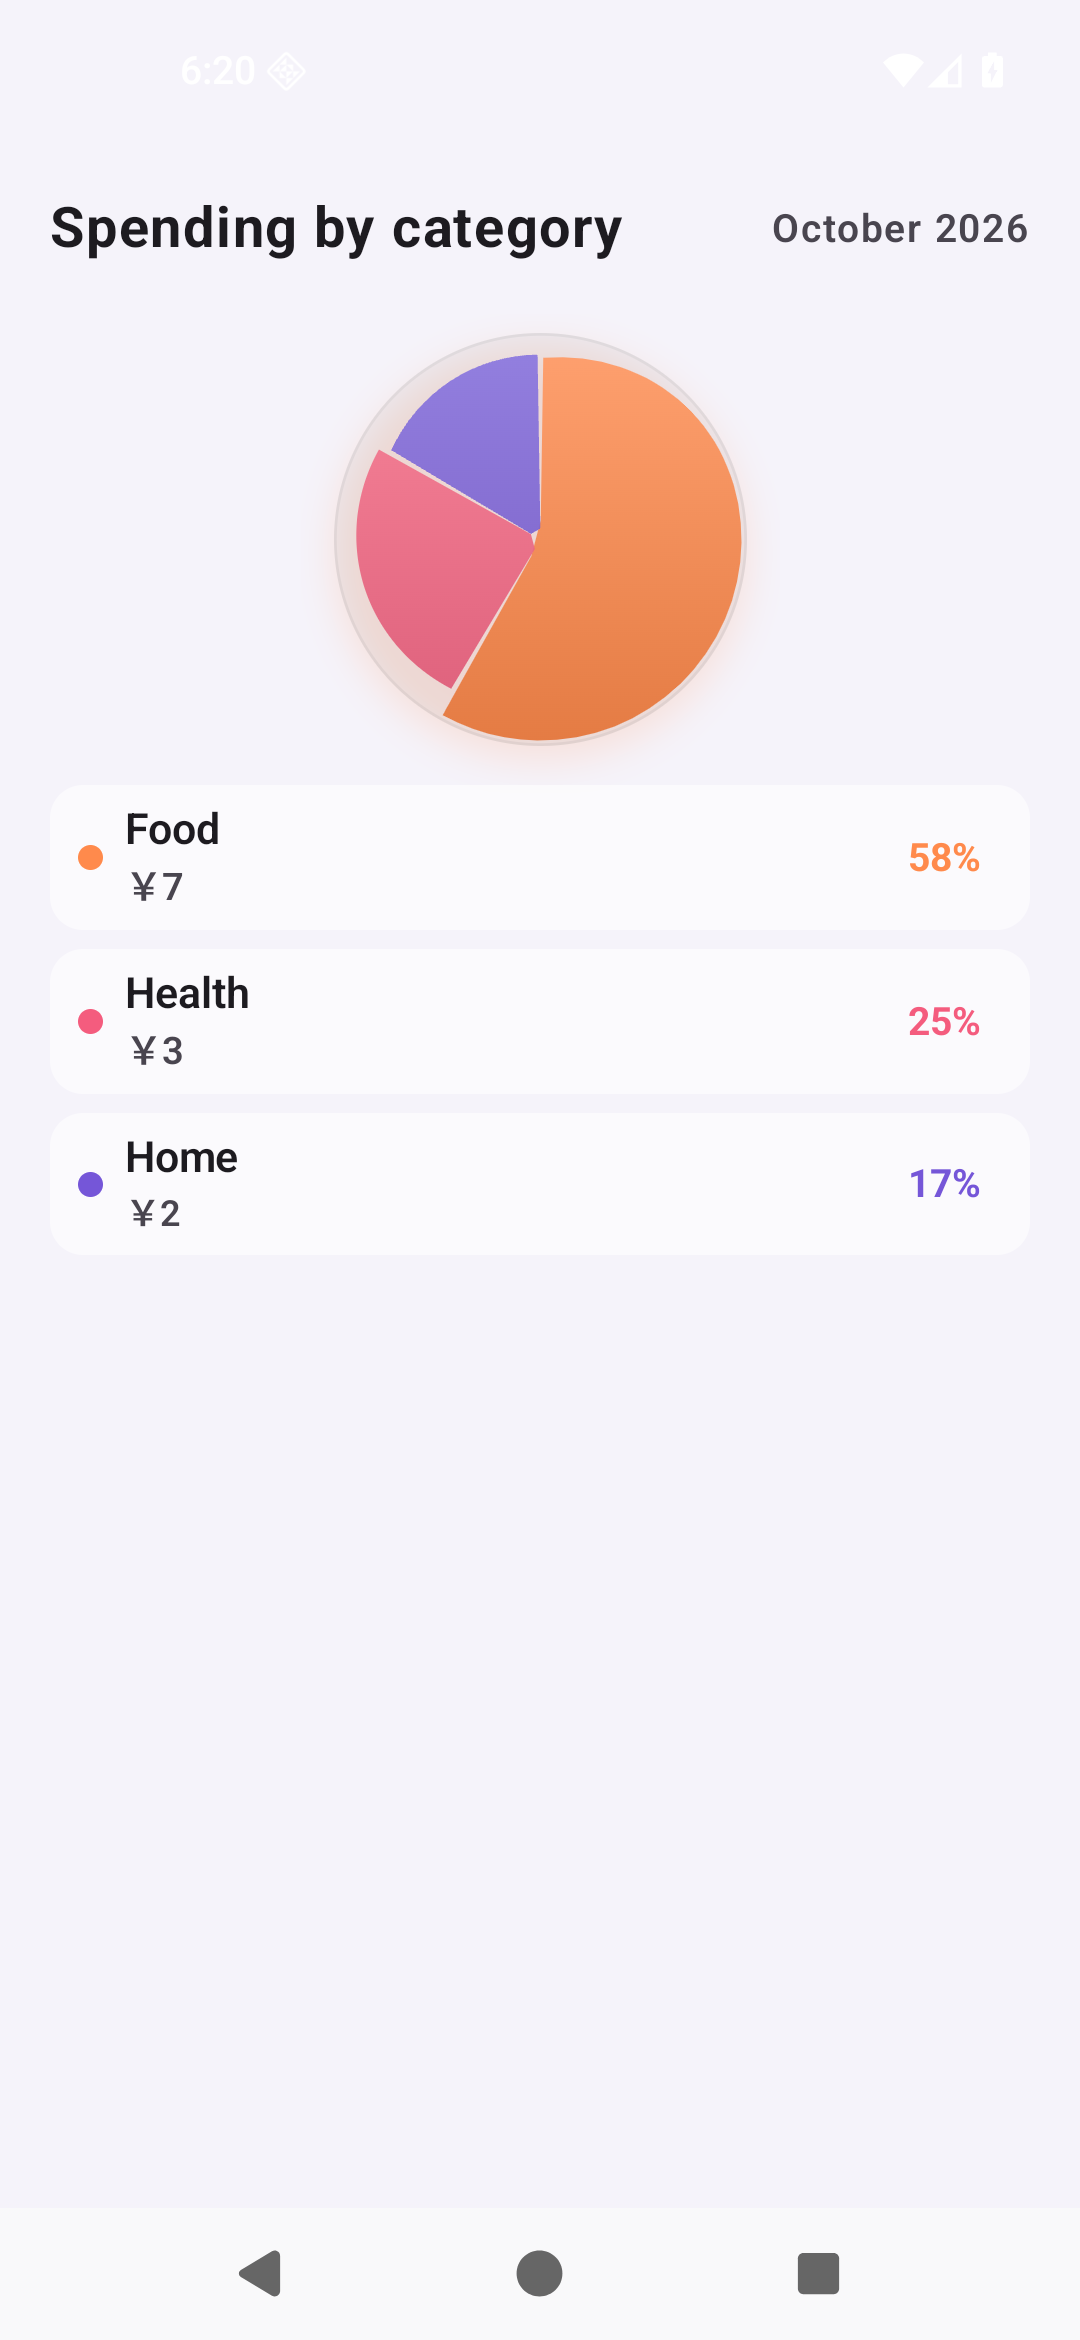 6:20
Spending by category
October 2026
Food
¥7
58%
Health
¥3
25%
Home
¥2
17%